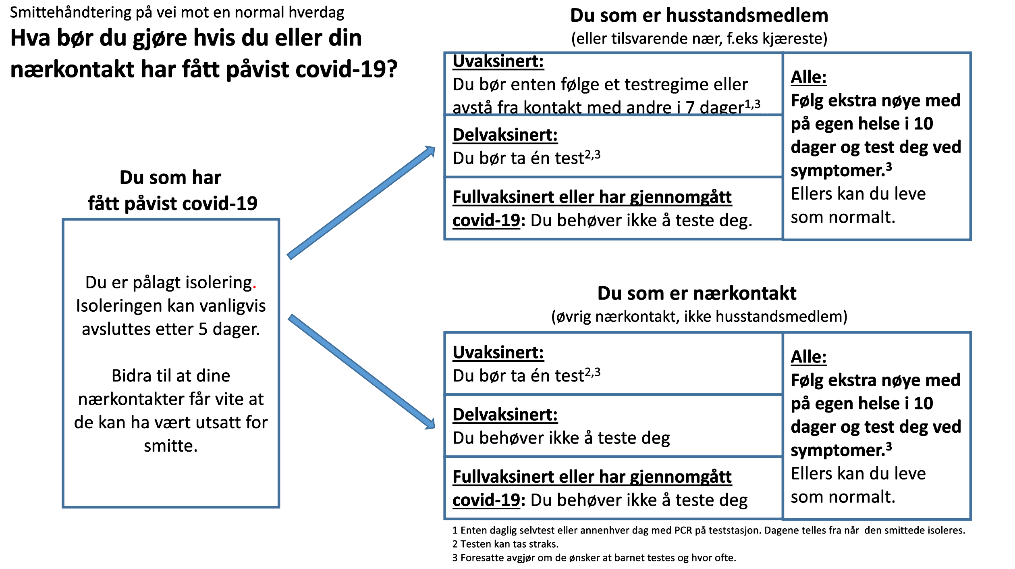 Smittehåndtering på vei mot en normal hverdag
Hva bør du gjøre hvis du eller din
nærkontakt har fått påvist covid-19?
Du som har
fått påvist covid-19
Du er pålagt isolering.
Isoleringen kan vanligvis
avsluttes etter 5 dager.
Bidra til at dine
nærkontakter får vite at
de kan ha vært utsatt for
smitte.
Du som er husstandsmedlem
(eller tilsvarende nær, f.eks kjæreste)
Uvaksinert:
Du bør enten følge et testregime eller
avstå fra kontakt med andre i 7 dager1,3
Delvaksinert:
Du bør ta én test2,3
Fullvaksinert eller har gjennomgått
covid-19: Du behøver ikke å teste deg.
Alle:
Følg ekstra nøye med
på egen helse i 10
dager og test deg ved
symptomer.3
Ellers kan du leve
som normalt.
Du som er nærkontakt
(øvrig nærkontakt, ikke husstandsmedlem)
Uvaksinert:
Du bør ta én test2,3
Delvaksinert:
Du behøver ikke å teste deg
Fullvaksinert eller har gjennomgått
covid-19: Du behøver ikke å teste deg
Alle:
Følg ekstra nøye med
på egen helse i 10
dager og test deg ved
symptomer.3
Ellers kan du leve
som normalt.
1 Enten daglig selvtest eller annenhver dag med PCR på teststasjon. Dagene telles fra når den smittede isoleres.
2 Testen kan tas straks.
3 Foresatte avgjør om de ønsker at barnet testes og hvor ofte.